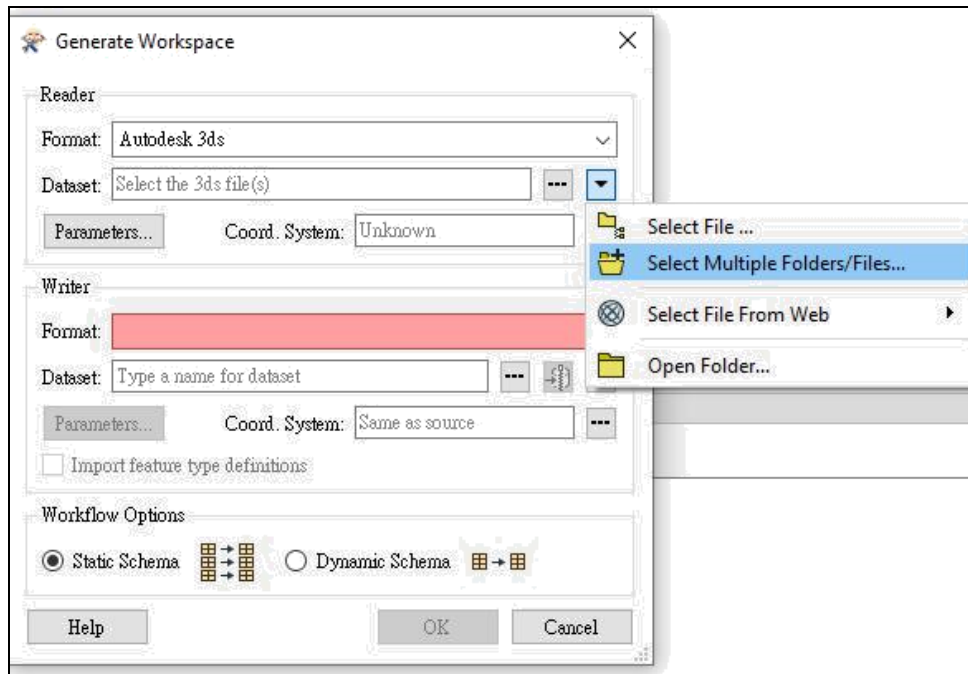 Generate Workspace
Reader
Format: Autodesk 3ds
Dataset: Select the 3ds file(s)
Parameters... Coord. System: Unknown
Select File ...
Select Multiple Folders/Files...
Select File From Web
Open Folder...
Writer
Format:
Dataset: Type a name for dataset
Parameters... Coord. System: Same as source
Import feature type definitions
Workflow Options
Static Schema Dynamic Schema
Help OK Cancel